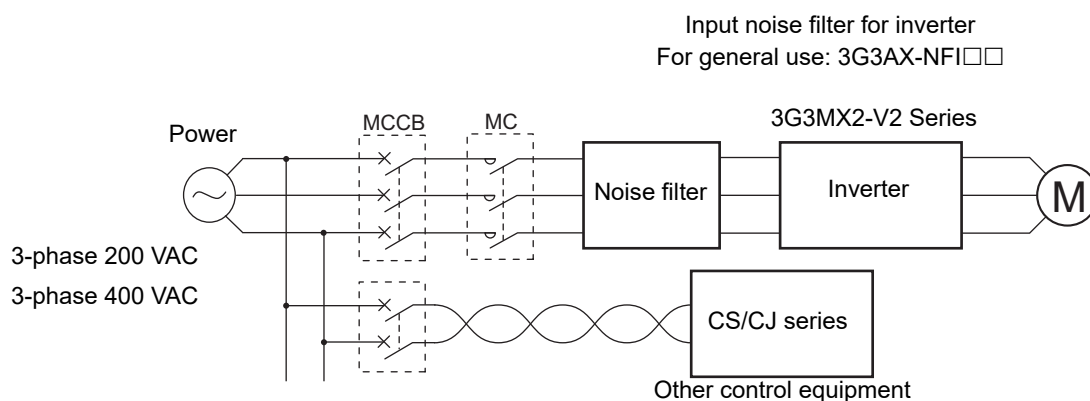 Input noise filter for inverter
For general use: 3G3AX-NFI□□
Power
MCCB
MC
3G3MX2-V2 Series
Noise filter
Inverter
M
3-phase 200 VAC
3-phase 400 VAC
CS/CJ series
Other control equipment